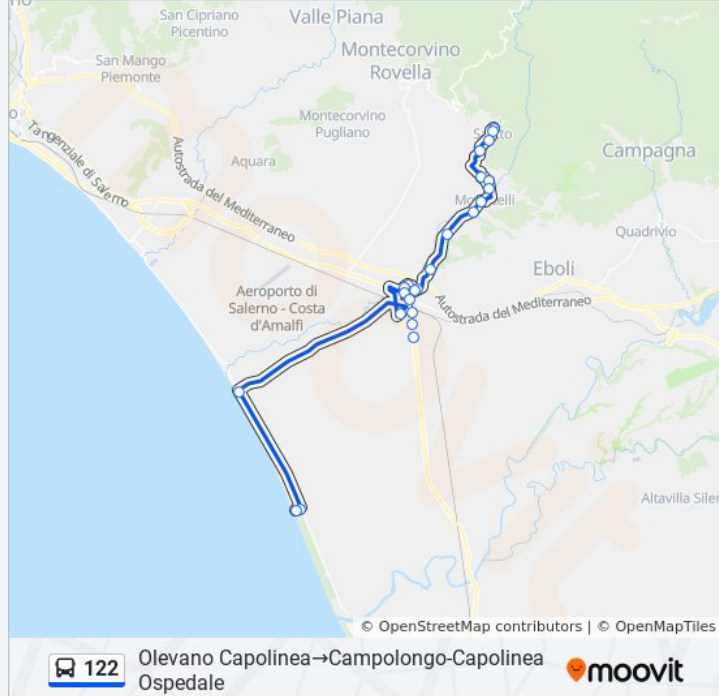 San Cipriano
Picentino
Valle Piana
Montecorvino
Rovella
San Mango
Piemonte
Montecorvino
Pugliano
Tangenziale di Salerno
Autostrada del Mediterraneo
Aquara
Campagna
Quadrivio
Eboli
Aeroporto di
Salerno - Costa
d'Amalfi
Autostrada del Mediterraneo
Altavilla Siler
© OpenStreetMap contributors | © OpenMapTiles
122
Olevano Capolinea→Campolongo-Capolinea
Ospedale
moovit